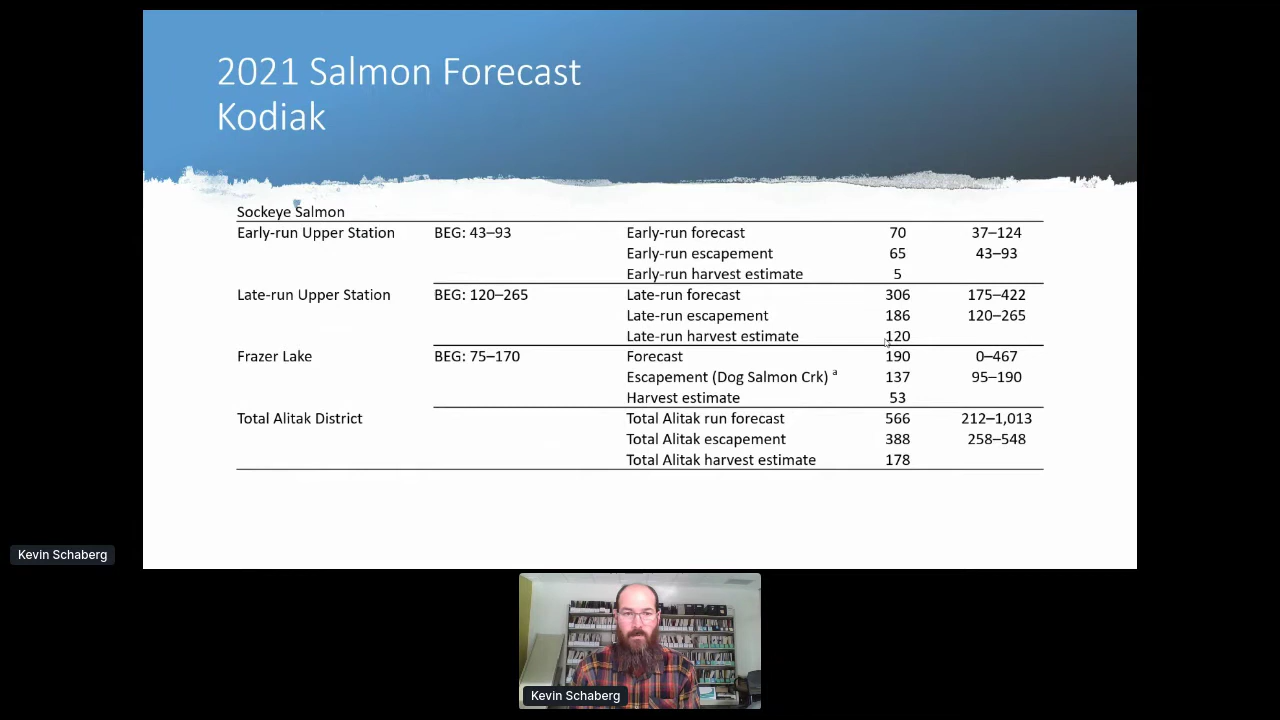 2021 Salmon Forecast
Kodiak
Sockeye Salmon
Early-run Upper Station BEG: 43–93 Early-run forecast 70 37–124
Early-run escapement 65 43–93
Early-run harvest estimate 5
Late-run Upper Station BEG: 120–265 Late-run forecast 306 175–422
Late-run escapement 186 120–265
Late-run harvest estimate 120
Frazer Lake BEG: 75–170 Forecast 190 0–467
Escapement (Dog Salmon Crk) a 137 95–190
Harvest estimate 53
Total Alitak District Total Alitak run forecast 566 212–1,013
Total Alitak escapement 388 258–548
Total Alitak harvest estimate 178
Kevin Schaberg
Kevin Schaberg